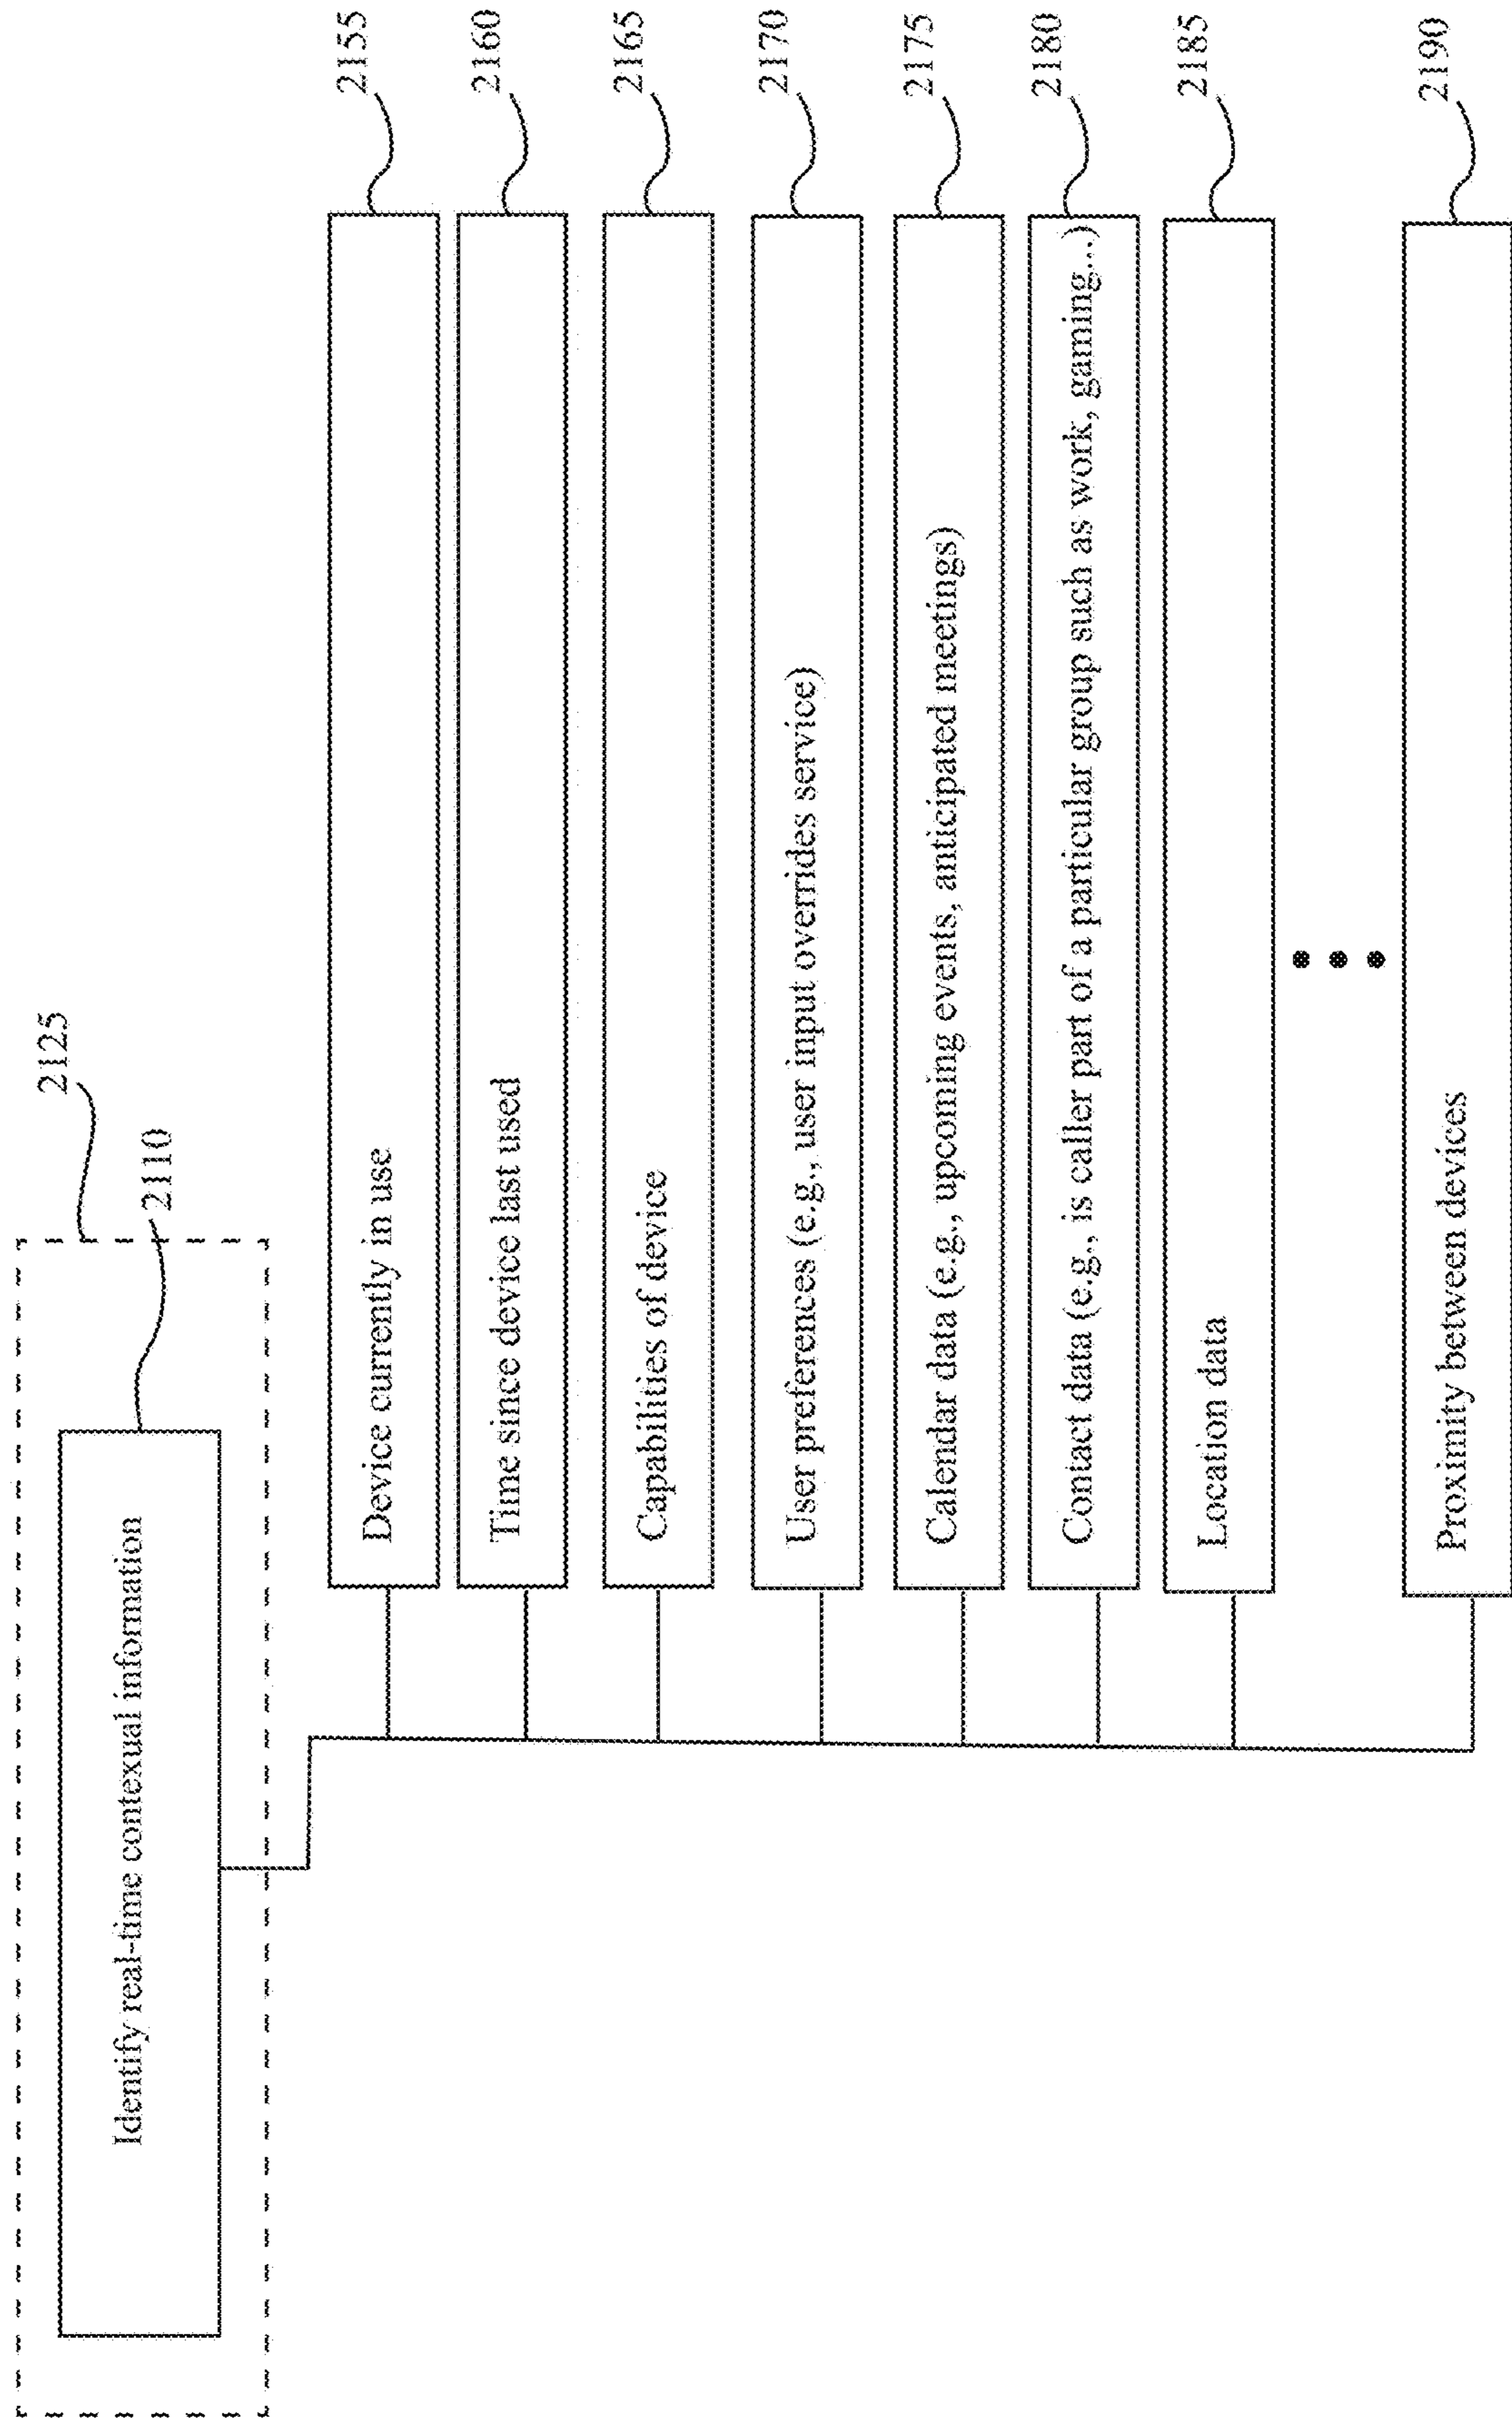 2125
2110
Identify real-time contexual information
Device currently in use
2155
Time since device last used
2160
Capabilities of device
2165
User preferences (e.g., user input overrides service)
2170
Calendar data (e.g., upcoming events, anticipated meetings)
2175
Contact data (e.g., is caller part of a particular group such as work, gaming...)
2180
Location data
2185
Proximity between devices
2190